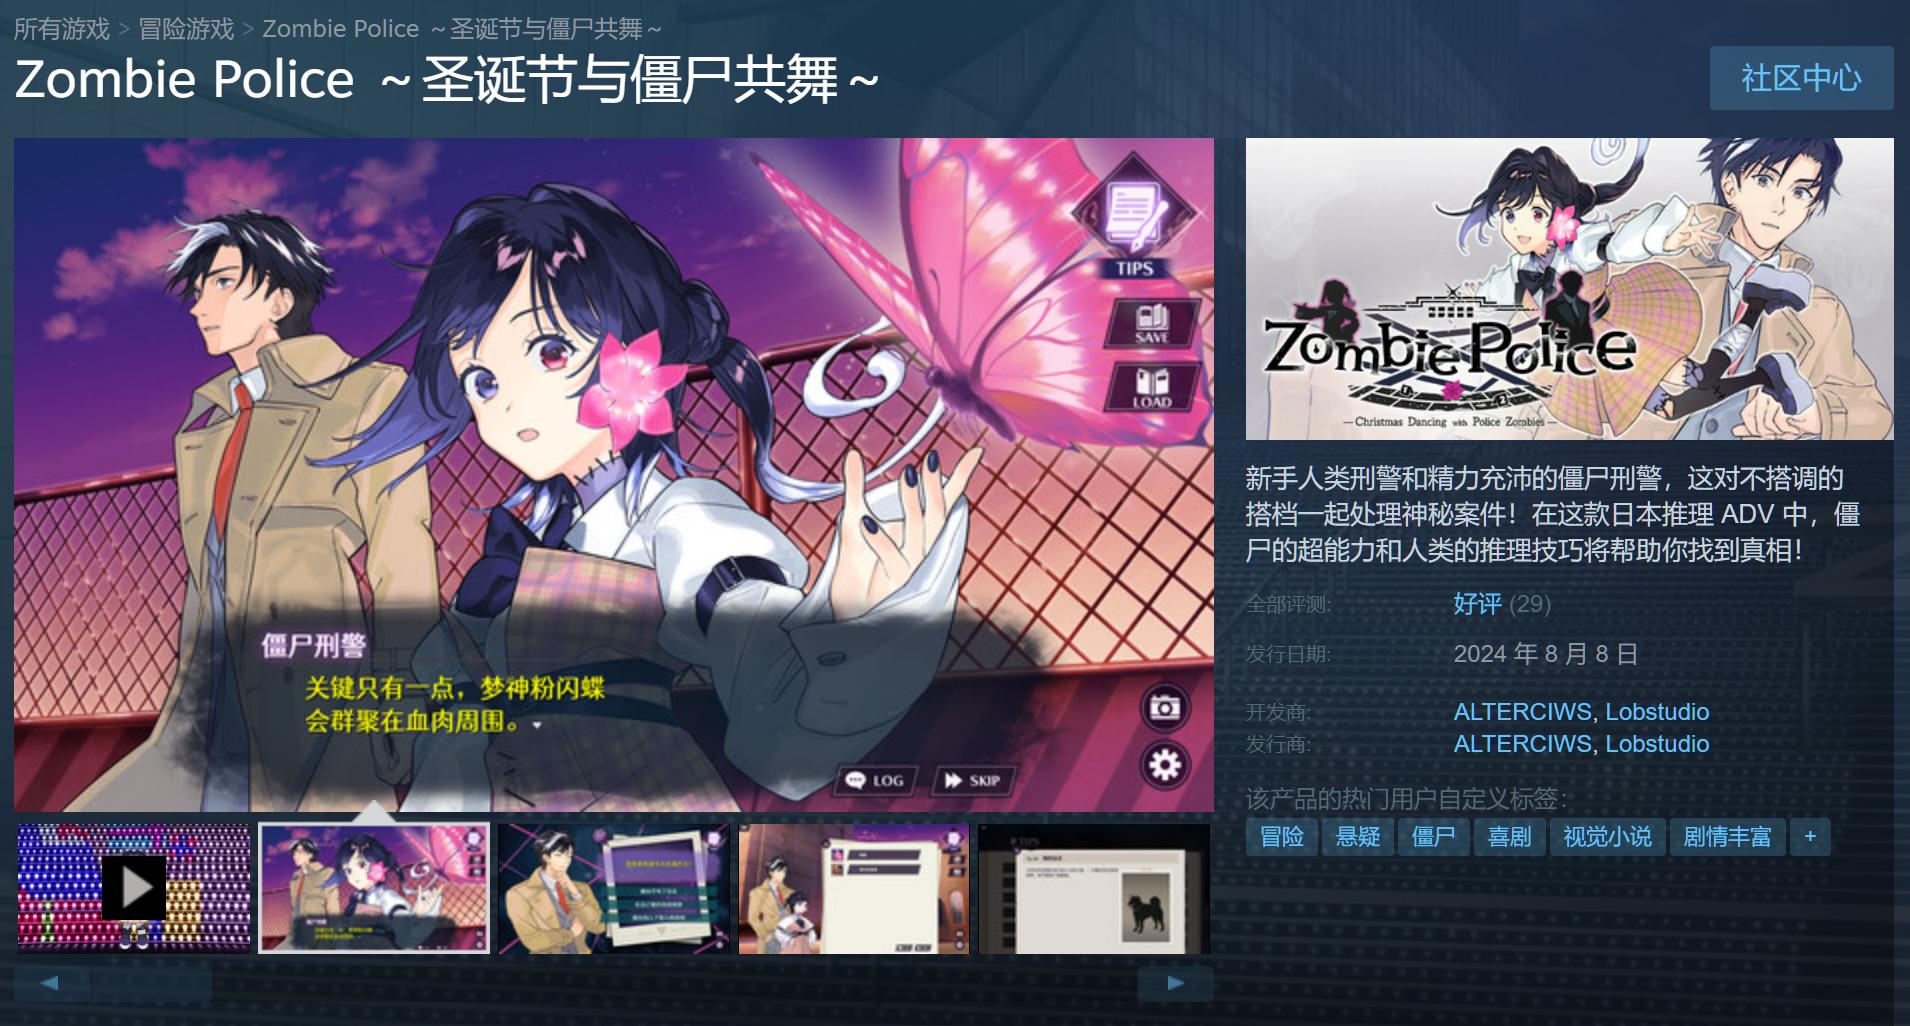 所有游戏 > 冒险游戏 > Zombie Police ～圣诞节与僵尸共舞～
Zombie Police ～圣诞节与僵尸共舞～
社区中心
TIPS
SAVE
LOAD
僵尸刑警
关键只有一点，梦神粉闪蝶
会群聚在血肉周围。
LOG
SKIP
Zombie Police
Christmas Dancing with Police Zombies
新手人类刑警和精力充沛的僵尸刑警，这对不搭调的
搭档一起处理神秘案件！在这款日本推理 ADV 中，僵
尸的超能力和人类的推理技巧将帮助你找到真相！
全部评测: 好评 (29)
发行日期: 2024 年 8 月 8 日
开发商: ALTERCIWS, Lobstudio
发行商: ALTERCIWS, Lobstudio
该产品的热门用户自定义标签：
冒险 悬疑 僵尸 喜剧 视觉小说 剧情丰富 +